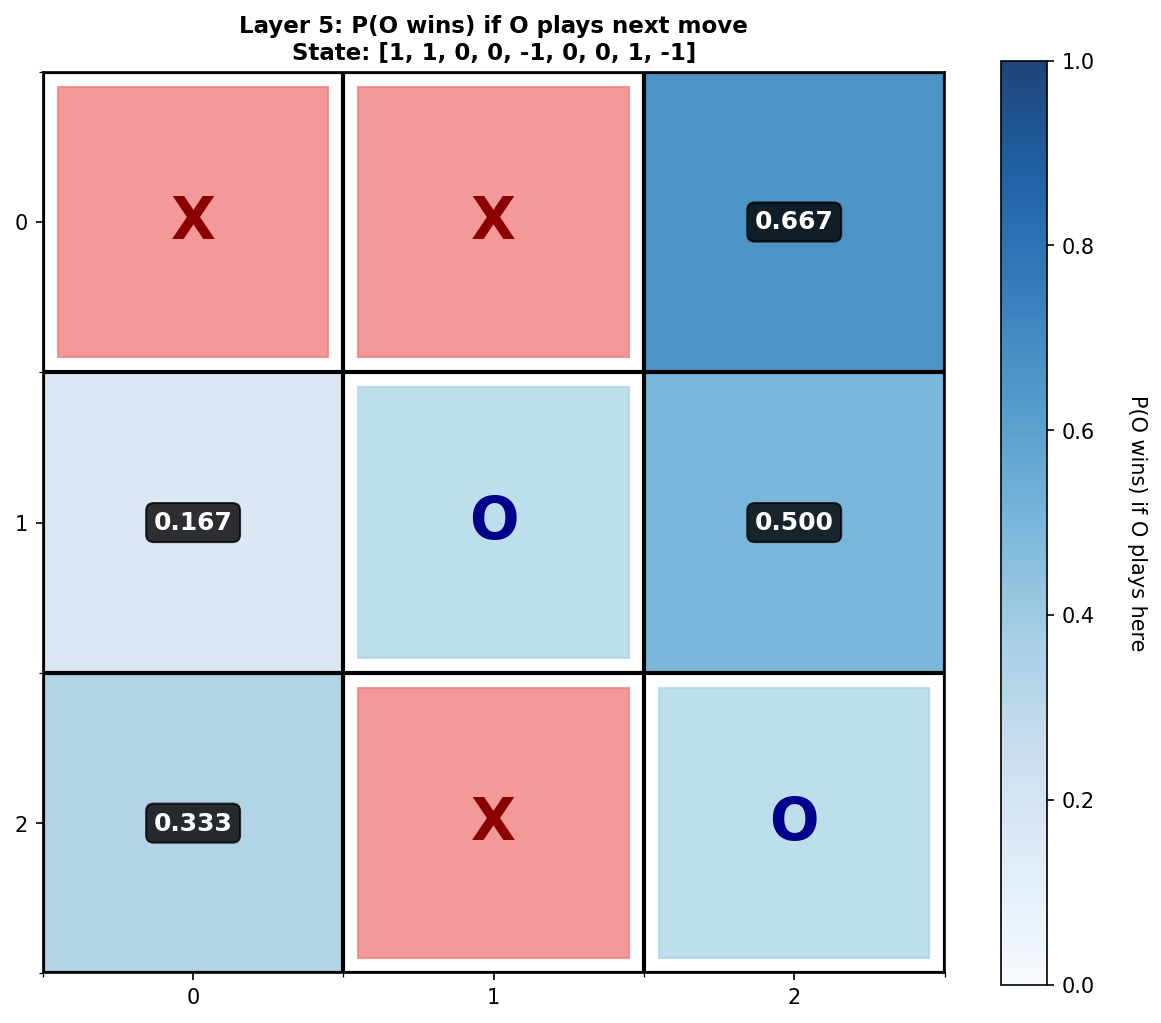 Layer 5: P(O wins) if O plays next move
State: [1, 1, 0, 0, -1, 0, 0, 1, -1]
X
X
0.667
0
0.167
O
0.500
1
0.333
X
O
2
0
1
2
1.0
0.8
0.6
0.4
0.2
0.0
P(O wins) if O plays here